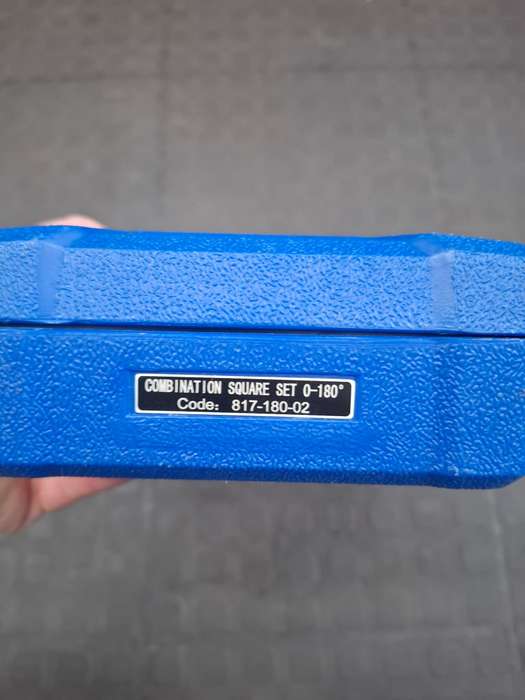 COMBINATION SQUARE SET 0-180°
Code: 817-180-02